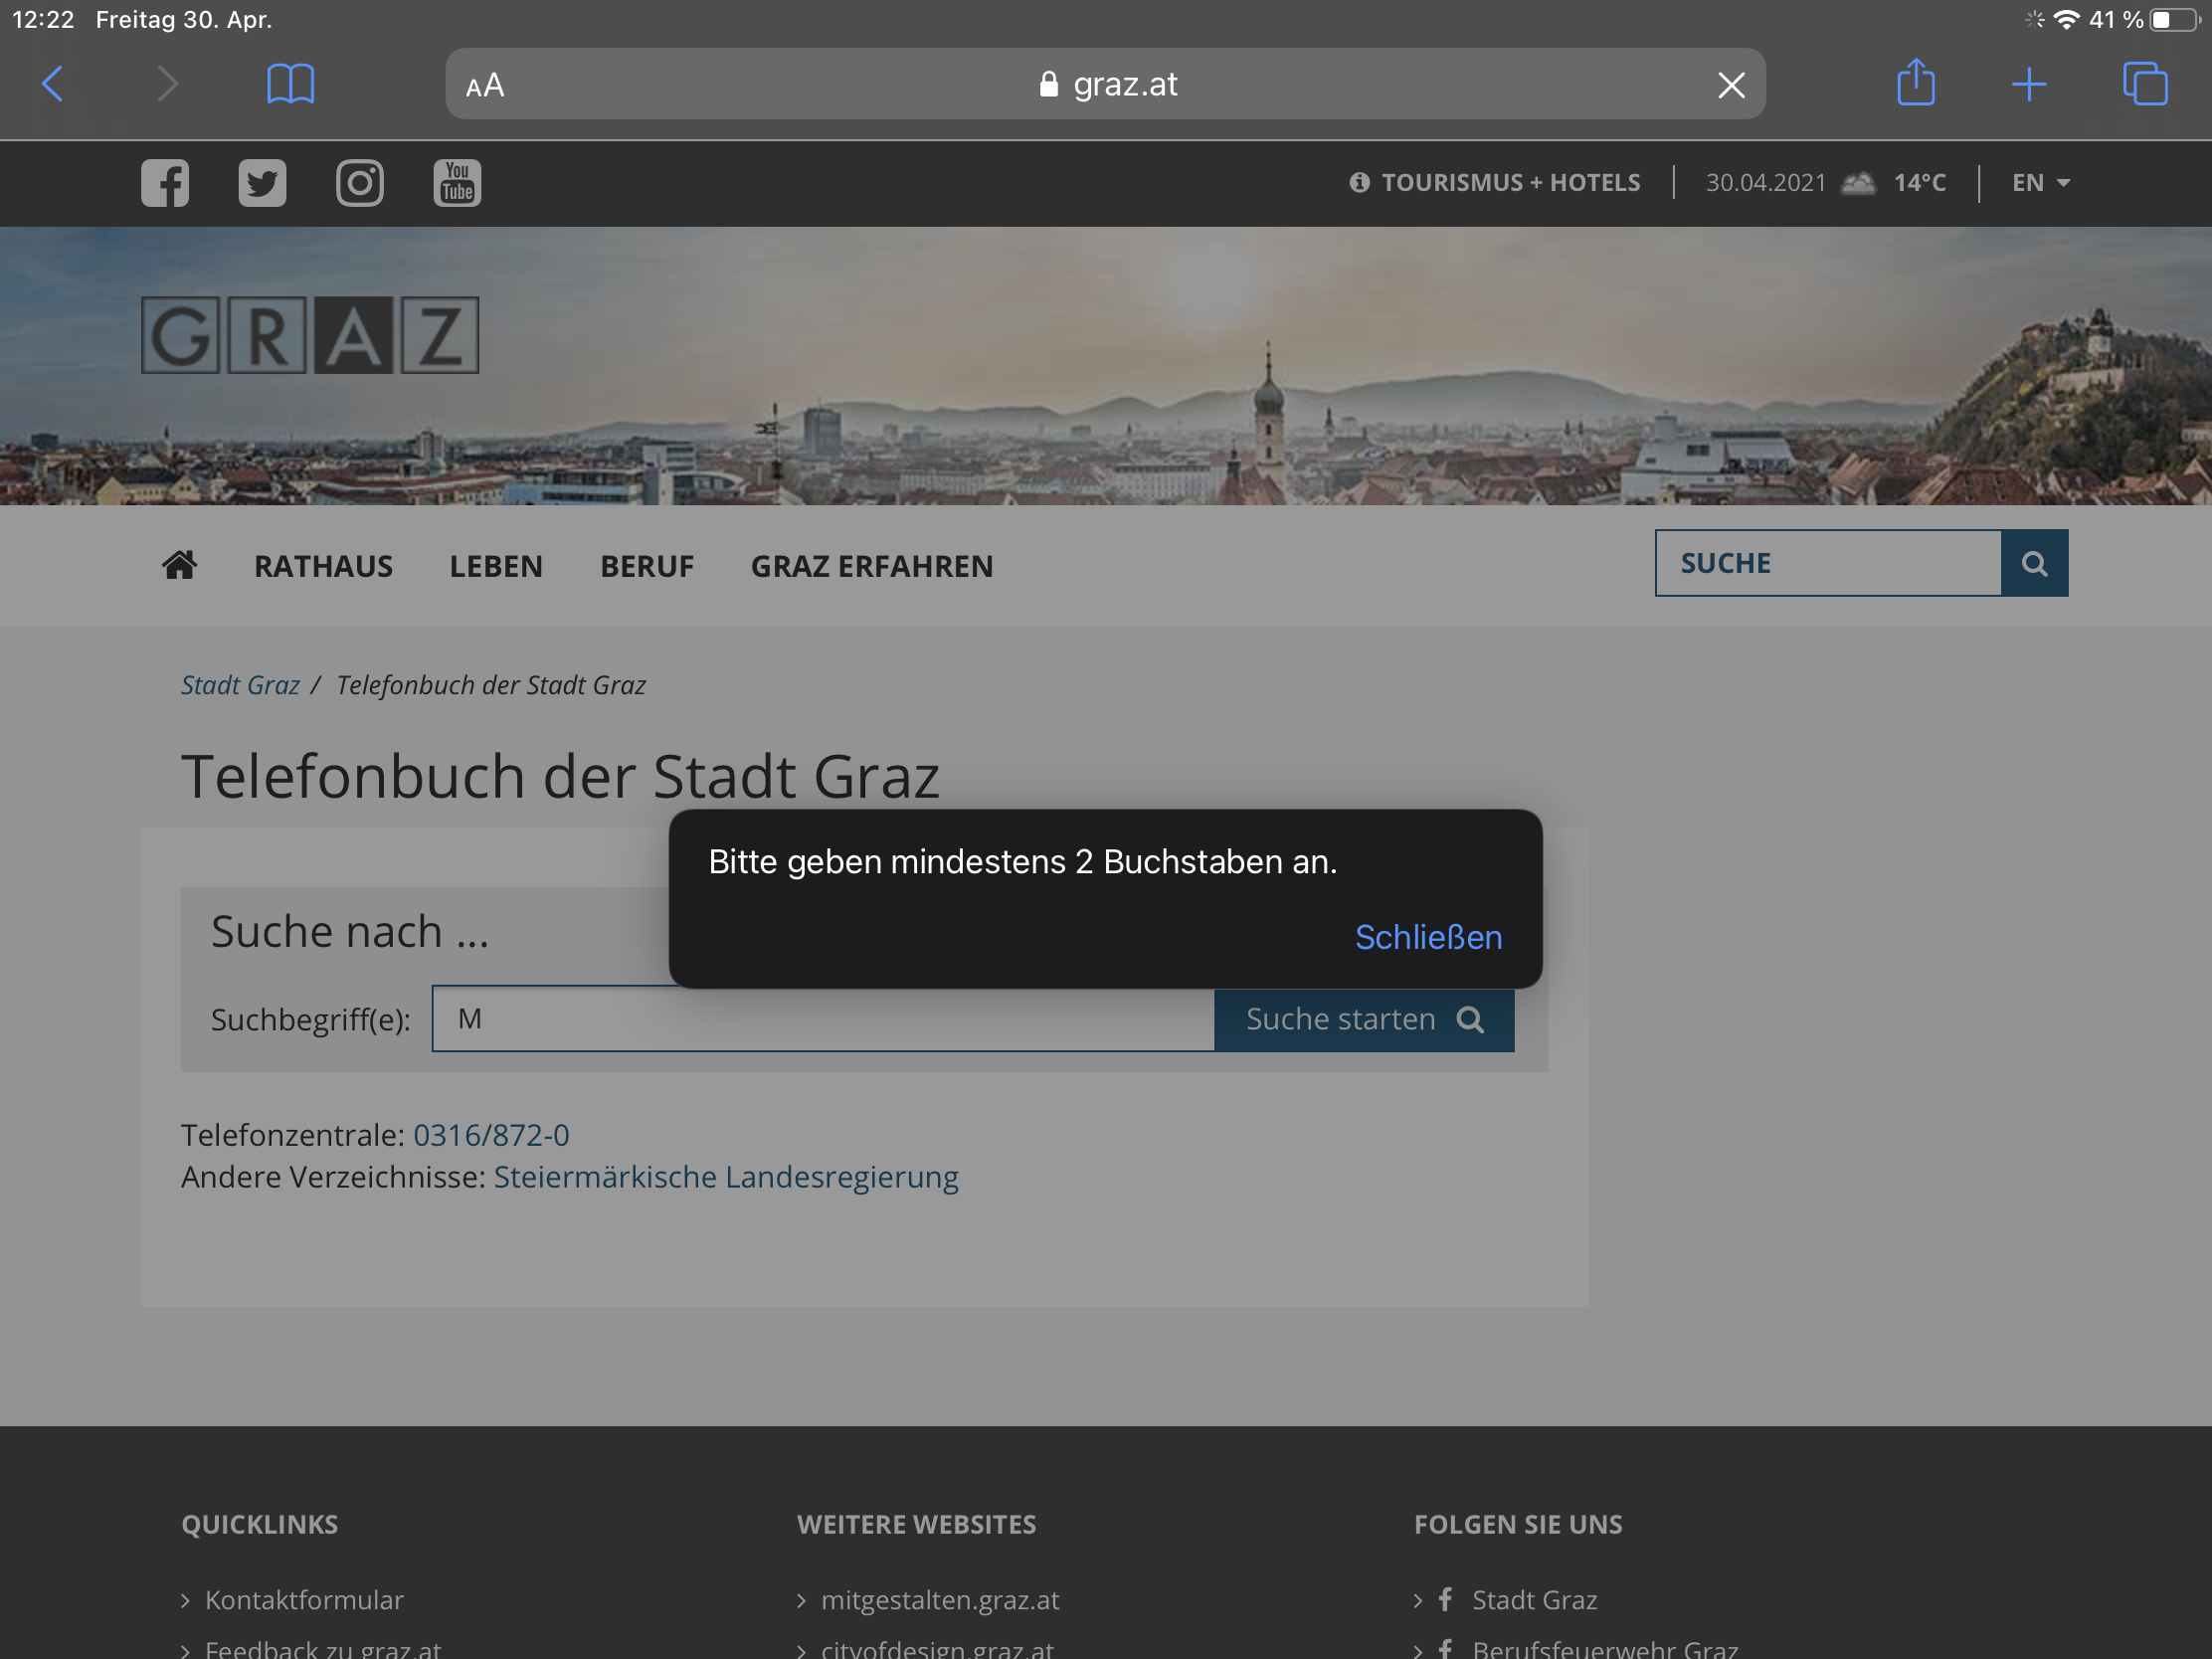 12:22 Freitag 30. Apr. 41 %
AA graz.at
You Tube TOURISMUS + HOTELS 30.04.2021 14°C EN
GRAZ
RATHAUS LEBEN BERUF GRAZ ERFAHREN SUCHE
Stadt Graz / Telefonbuch der Stadt Graz
Telefonbuch der Stadt Graz
Bitte geben mindestens 2 Buchstaben an.
Schließen
Suche nach ...
Suchbegriff(e): M Suche starten
Telefonzentrale: 0316/872-0
Andere Verzeichnisse: Steiermärkische Landesregierung
QUICKLINKS WEITERE WEBSITES FOLGEN SIE UNS
Kontaktformular mitgestalten.graz.at Stadt Graz
Feedback zu graz.at cityofdesign.graz.at Berufsfeuerwehr Graz